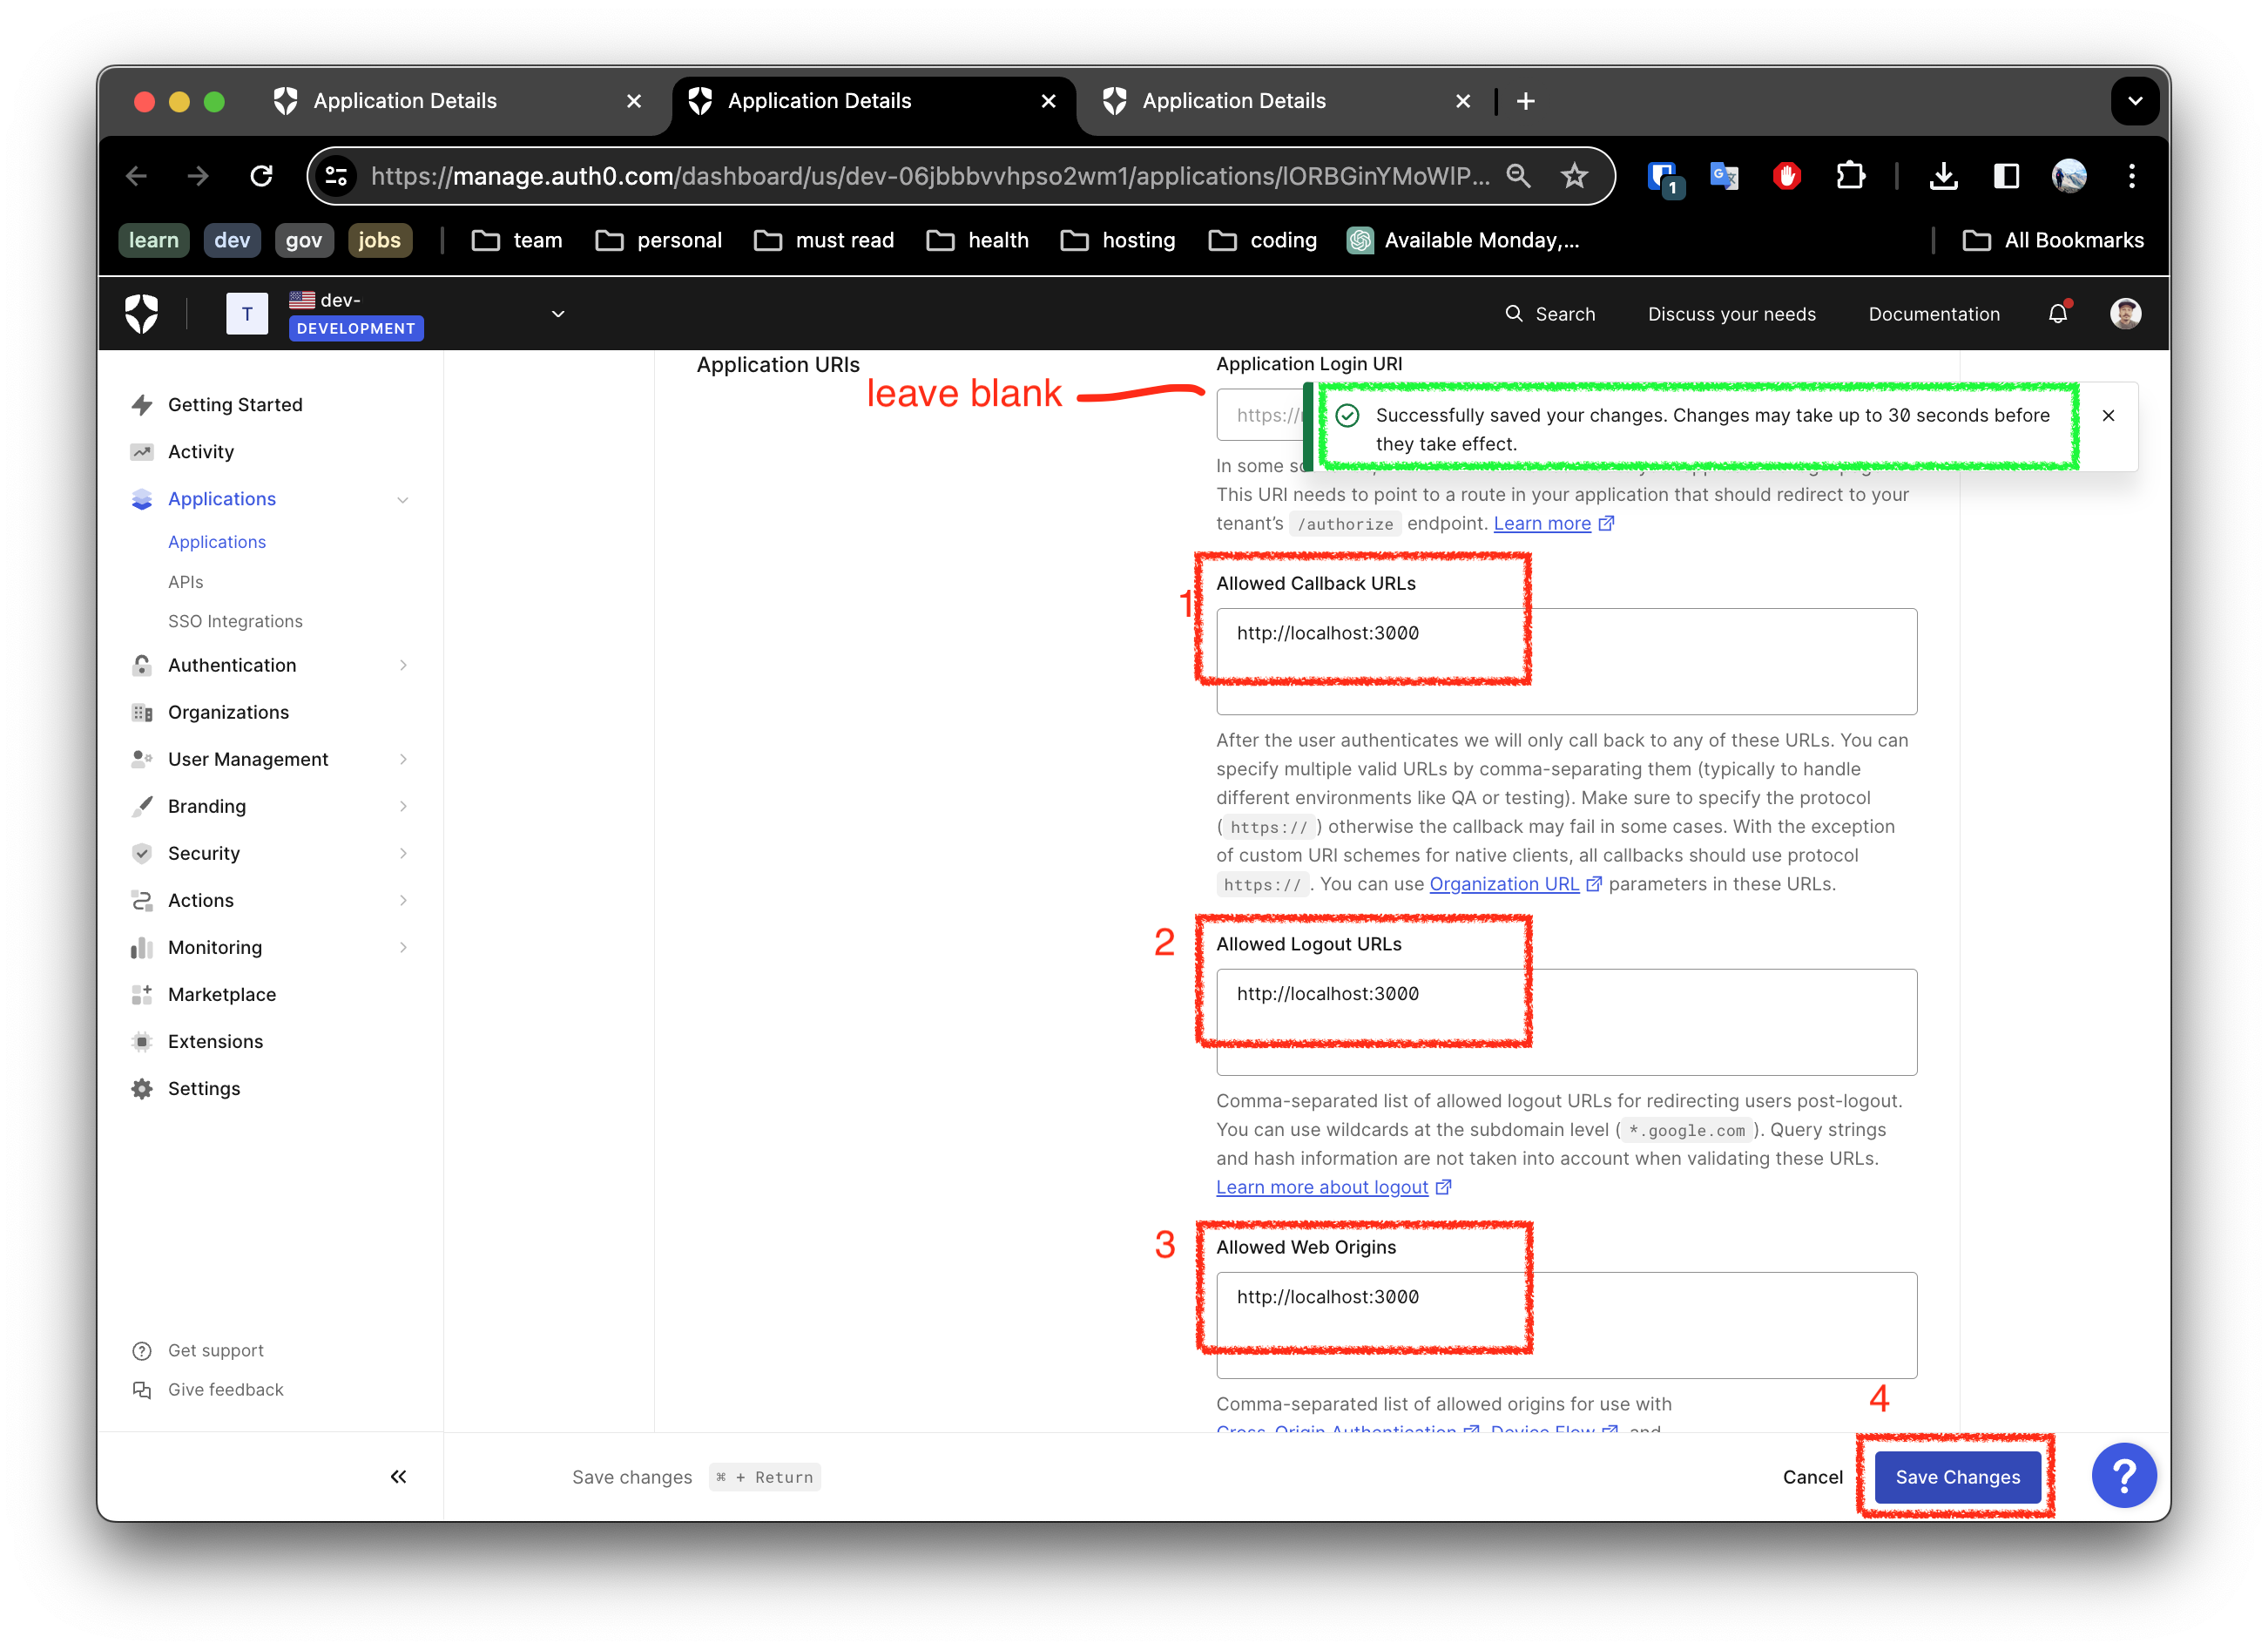 Application Details
Application Details
Application Details
https://manage.auth0.com/dashboard/us/dev-06jbbbvvhpso2wm1/applications/lORBGinYMoWlP...
1
learn
dev
gov
jobs
team
personal
must read
health
hosting
coding
Available Monday,...
All Bookmarks
T
dev-
DEVELOPMENT
Search
Discuss your needs
Documentation
Getting Started
Activity
Applications
Applications
APIs
SSO Integrations
Authentication
Organizations
User Management
Branding
Security
Actions
Monitoring
Marketplace
Extensions
Settings
Get support
Give feedback
Application URIs
leave blank
Application Login URI
https://
Successfully saved your changes. Changes may take up to 30 seconds before
they take effect.
In some
This URI needs to point to a route in your application that should redirect to your
tenant’s /authorize endpoint. Learn more
1
Allowed Callback URLs
http://localhost:3000
After the user authenticates we will only call back to any of these URLs. You can
specify multiple valid URLs by comma-separating them (typically to handle
different environments like QA or testing). Make sure to specify the protocol
( https:// ) otherwise the callback may fail in some cases. With the exception
of custom URI schemes for native clients, all callbacks should use protocol
https:// . You can use Organization URL parameters in these URLs.
2
Allowed Logout URLs
http://localhost:3000
Comma-separated list of allowed logout URLs for redirecting users post-logout.
You can use wildcards at the subdomain level ( *.google.com ). Query strings
and hash information are not taken into account when validating these URLs.
Learn more about logout
3
Allowed Web Origins
http://localhost:3000
Comma-separated list of allowed origins for use with
Cross-Origin Authentication , Device Flow , and
4
Save changes ⌘ + Return
Cancel
Save Changes
?